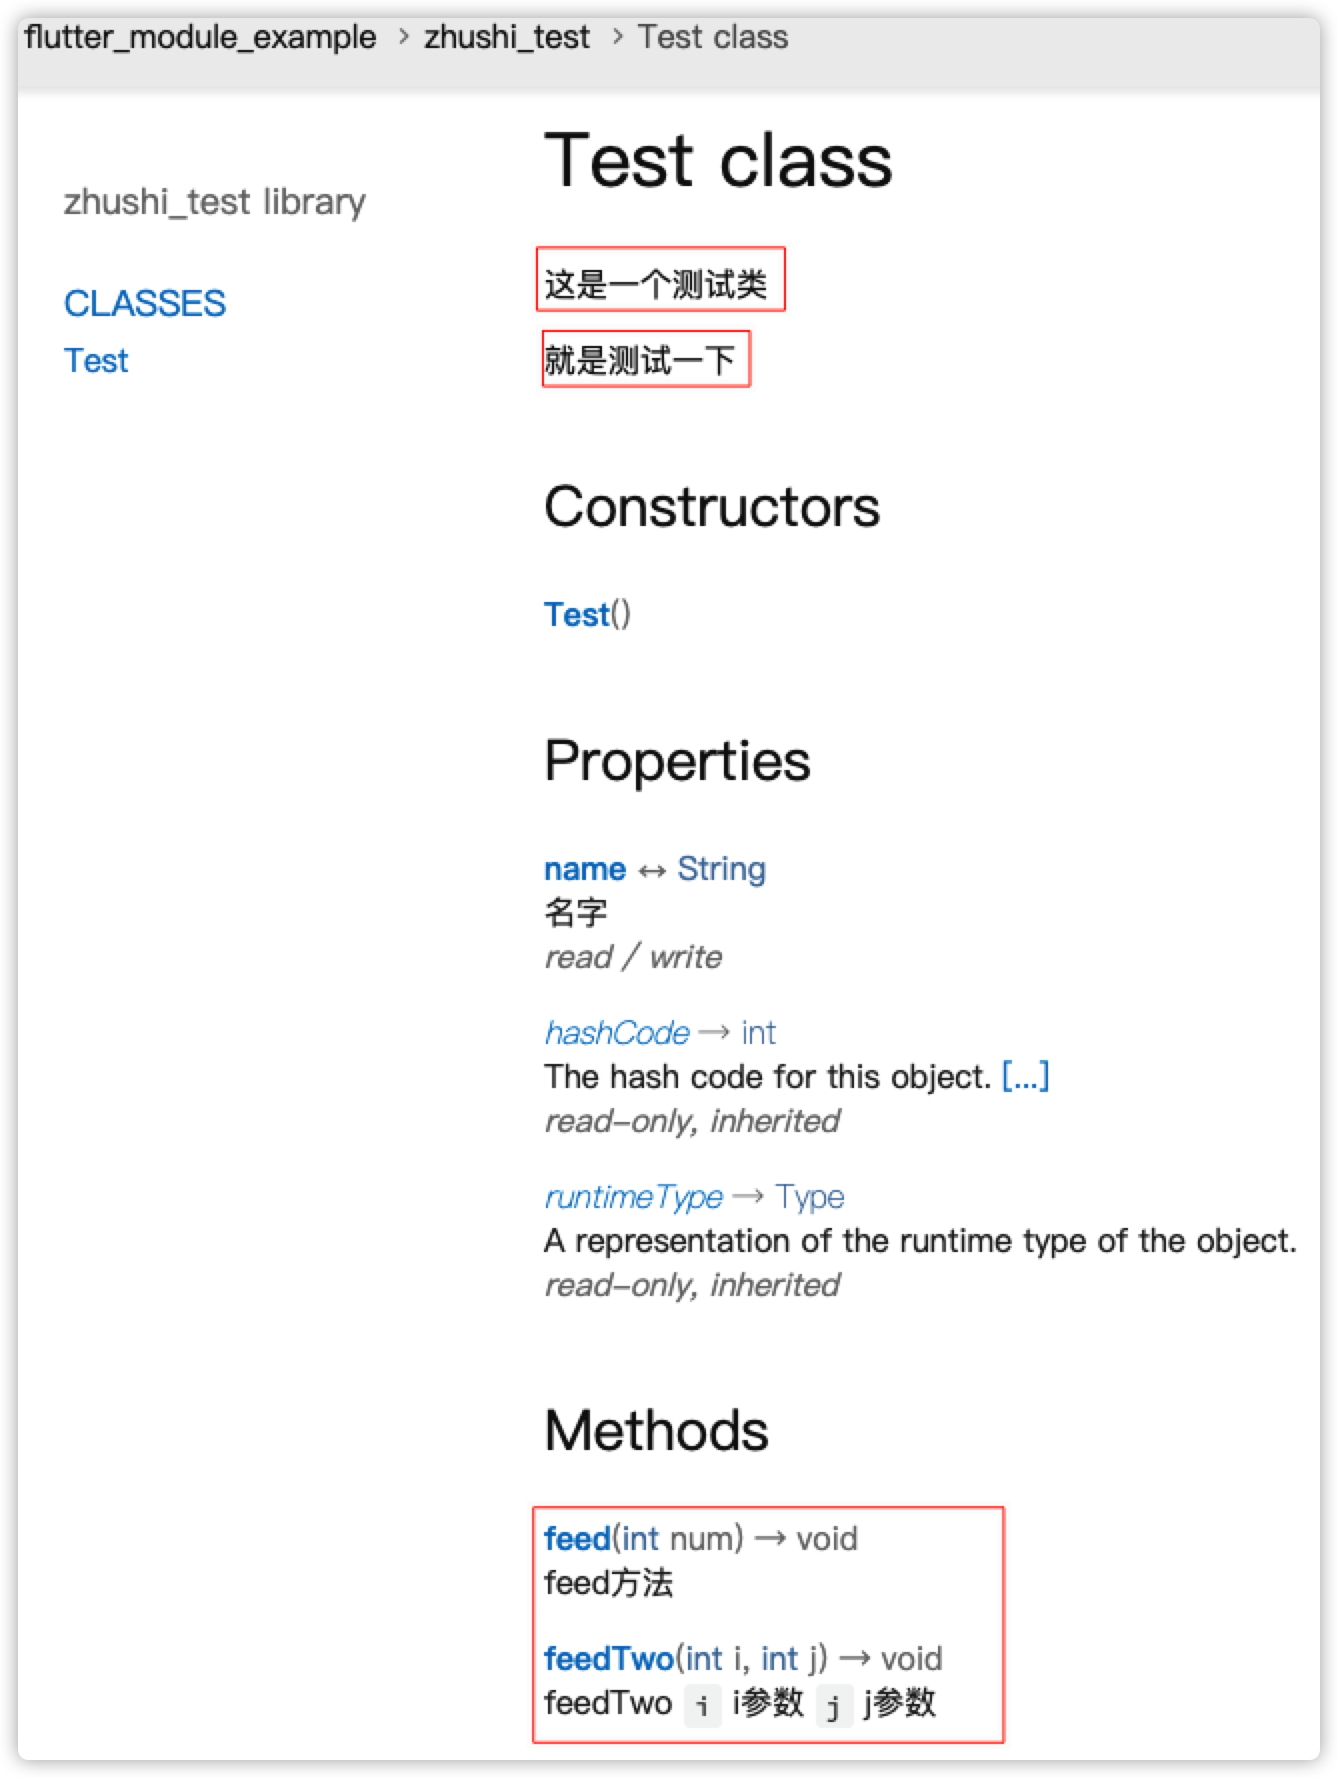 flutter_module_example > zhushi_test > Test class
zhushi_test library
CLASSES
Test
Test class
这是一个测试类
就是测试一下
Constructors
Test()
Properties
name ↔ String
名字
read / write
hashCode → int
The hash code for this object. [...]
read-only, inherited
runtimeType → Type
A representation of the runtime type of the object.
read-only, inherited
Methods
feed(int num) → void
feed方法
feedTwo(int i, int j) → void
feedTwo i i参数 j j参数